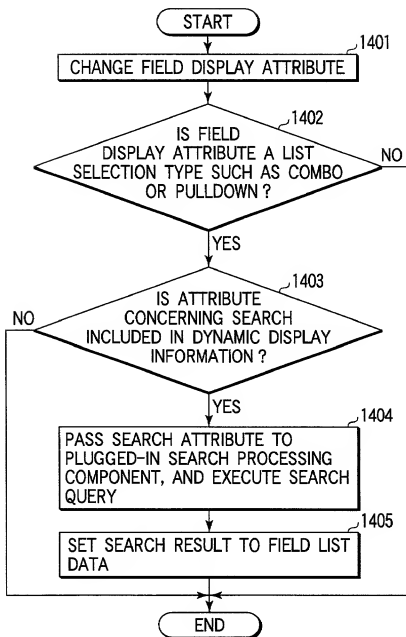 START
1401
CHANGE FIELD DISPLAY ATTRIBUTE
1402
IS FIELD
DISPLAY ATTRIBUTE A LIST
SELECTION TYPE SUCH AS COMBO
OR PULLDOWN ?
NO
YES
1403
IS ATTRIBUTE
CONCERNING SEARCH
INCLUDED IN DYNAMIC DISPLAY
INFORMATION ?
NO
YES
1404
PASS SEARCH ATTRIBUTE TO
PLUGGED-IN SEARCH PROCESSING
COMPONENT, AND EXECUTE SEARCH
QUERY
1405
SET SEARCH RESULT TO FIELD LIST
DATA
END